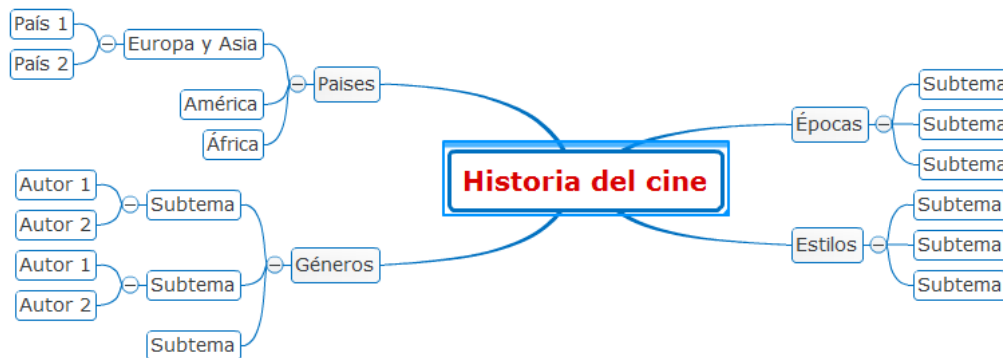 País 1
País 2
Europa y Asia
América
África
Paises
Autor 1
Autor 2
Subtema
Autor 1
Autor 2
Subtema
Subtema
Géneros
Historia del cine
Épocas
Subtema
Subtema
Subtema
Estilos
Subtema
Subtema
Subtema